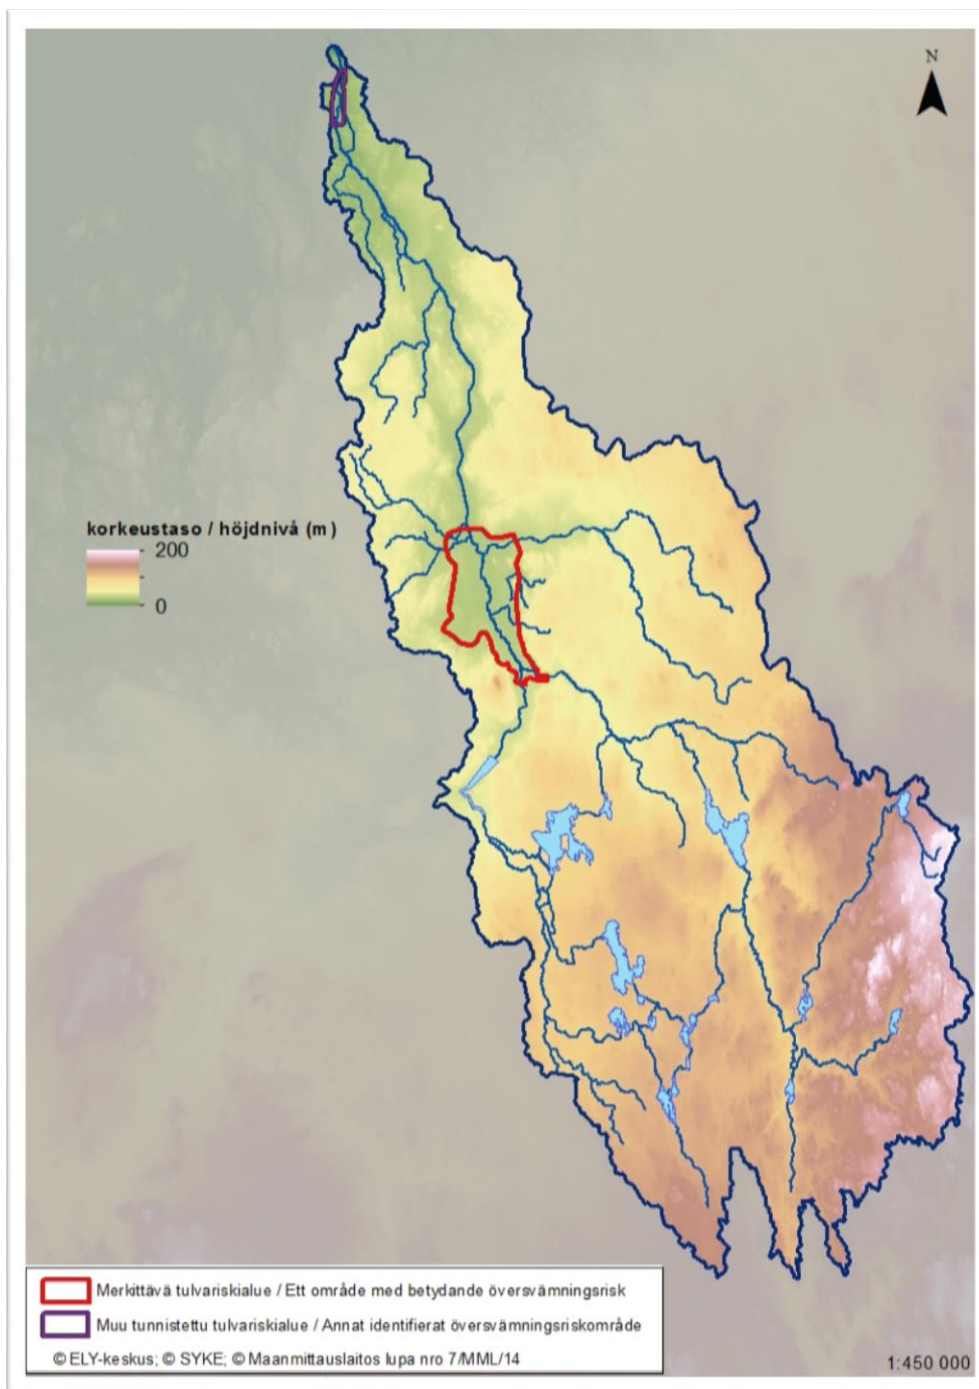 N
korkeustaso / höjdnivå (m)
200
0
Merkittävä tulvariskialue / Ett område med betydande översvämningsrisk
Muu tunnistettu tulvariskialue / Annat identifierat översvämningsriskområde
© ELY-keskus; © SYKE; © Maanmittauslaitos lupa nro 7/MML/14
1:450 000